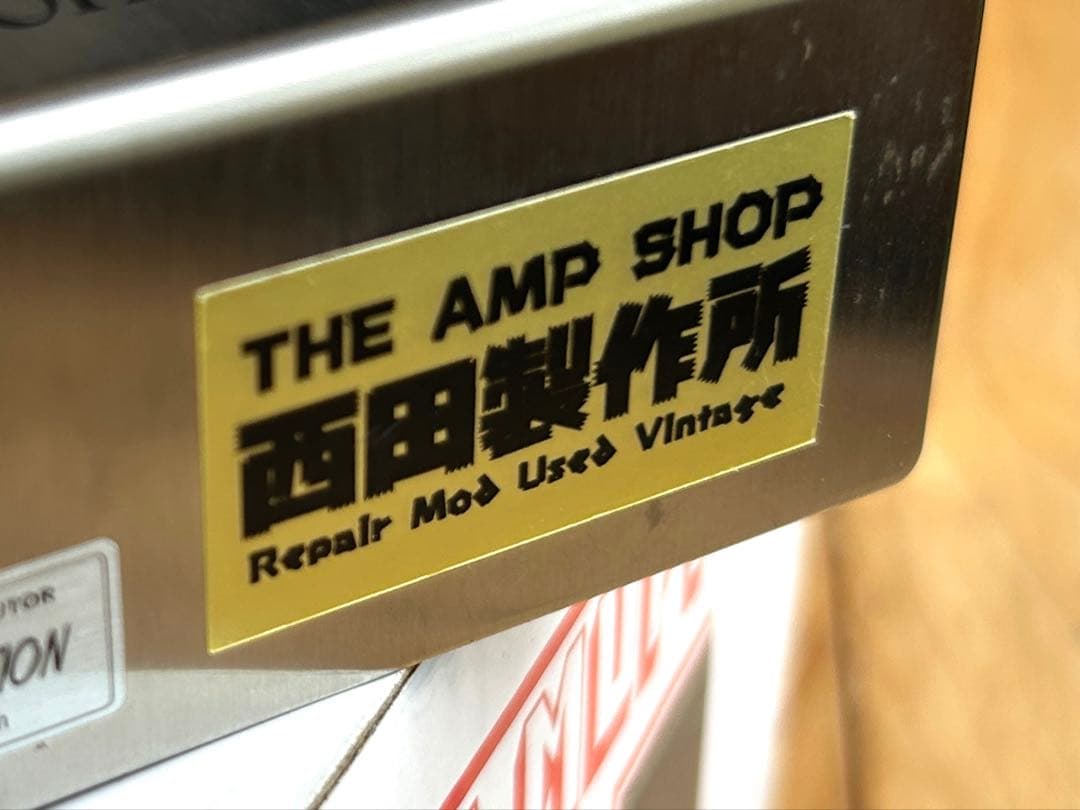 THE AMP SHOP
西田製作所
Repair Mod Used Vintage